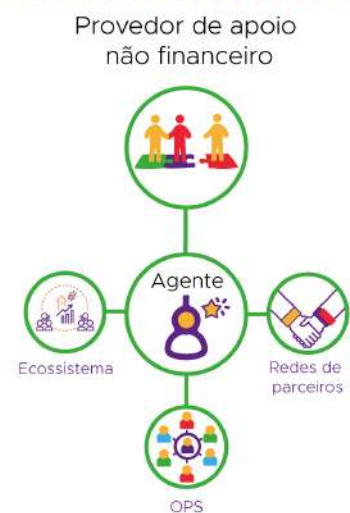 Provedor de apoio
não financeiro
Agente
Ecossistema
Redes de
parceiros
OPS